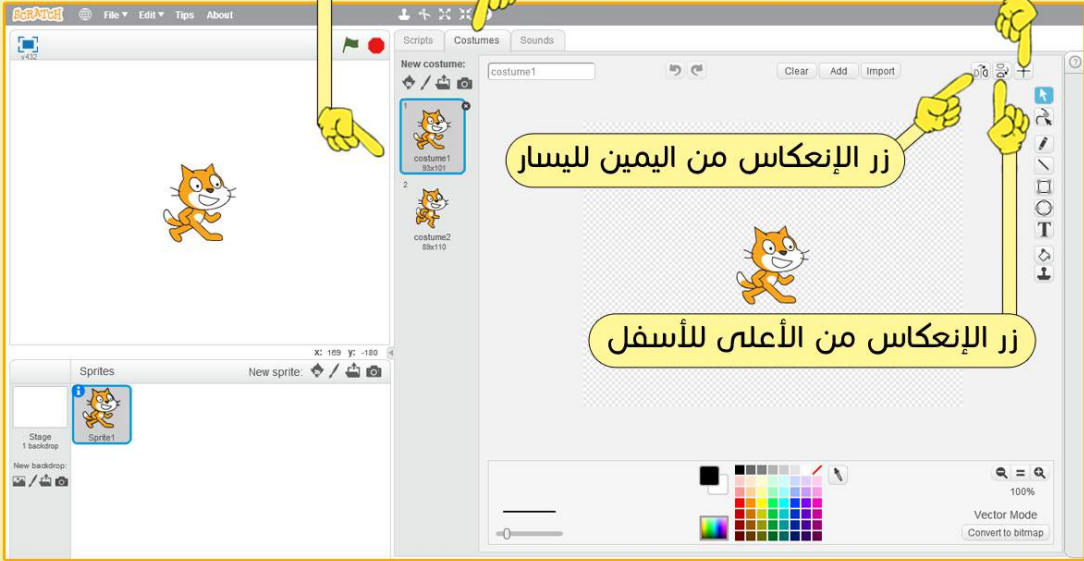 SCRATCH File Edit Tips About
v432
Scripts Costumes Sounds
New costume:
costume1
Clear Add Import
1
costume1
93x101
2
costume2
89x110
زر الإنعكاس من اليمين لليسار
زر الإنعكاس من الأعلى للأسفل
T
x: 169 y: -180
Sprites
New sprite:
Stage
1 backdrop
New backdrop:
Sprite1
100%
Vector Mode
Convert to bitmap